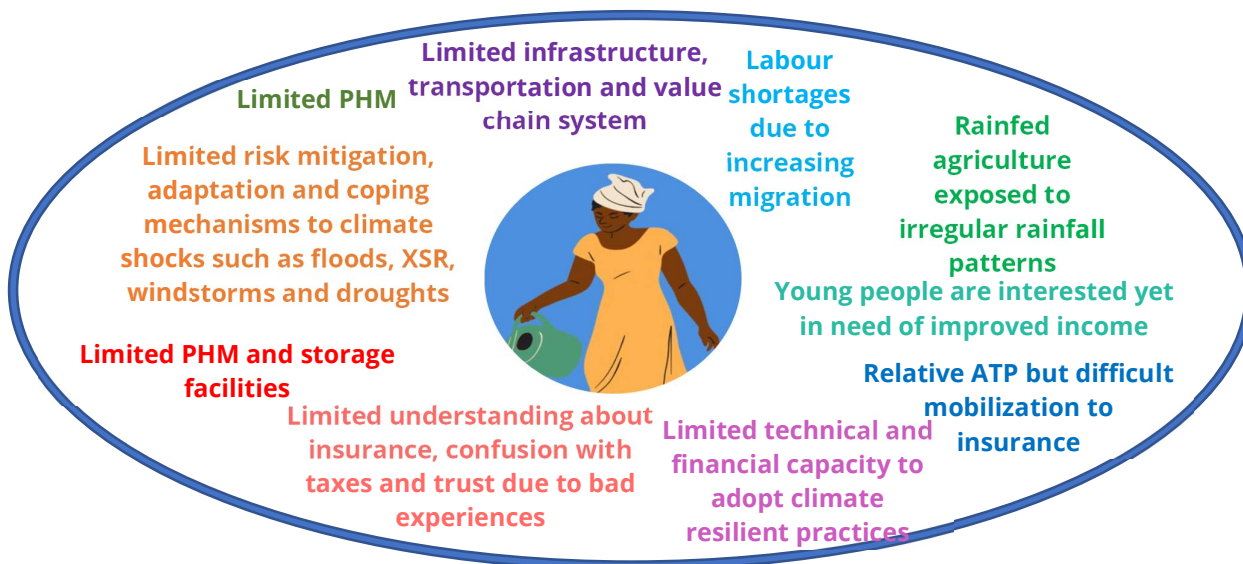 Limited infrastructure,
transportation and value
chain system
Labour
shortages
due to
increasing
migration
Limited PHM
Rainfed
agriculture
exposed to
irregular rainfall
patterns
Limited risk mitigation,
adaptation and coping
mechanisms to climate
shocks such as floods, XSR,
windstorms and droughts
Young people are interested yet
in need of improved income
Limited PHM and storage
facilities
Relative ATP but difficult
mobilization to
insurance
Limited understanding about
insurance, confusion with
taxes and trust due to bad
experiences
Limited technical and
financial capacity to
adopt climate
resilient practices